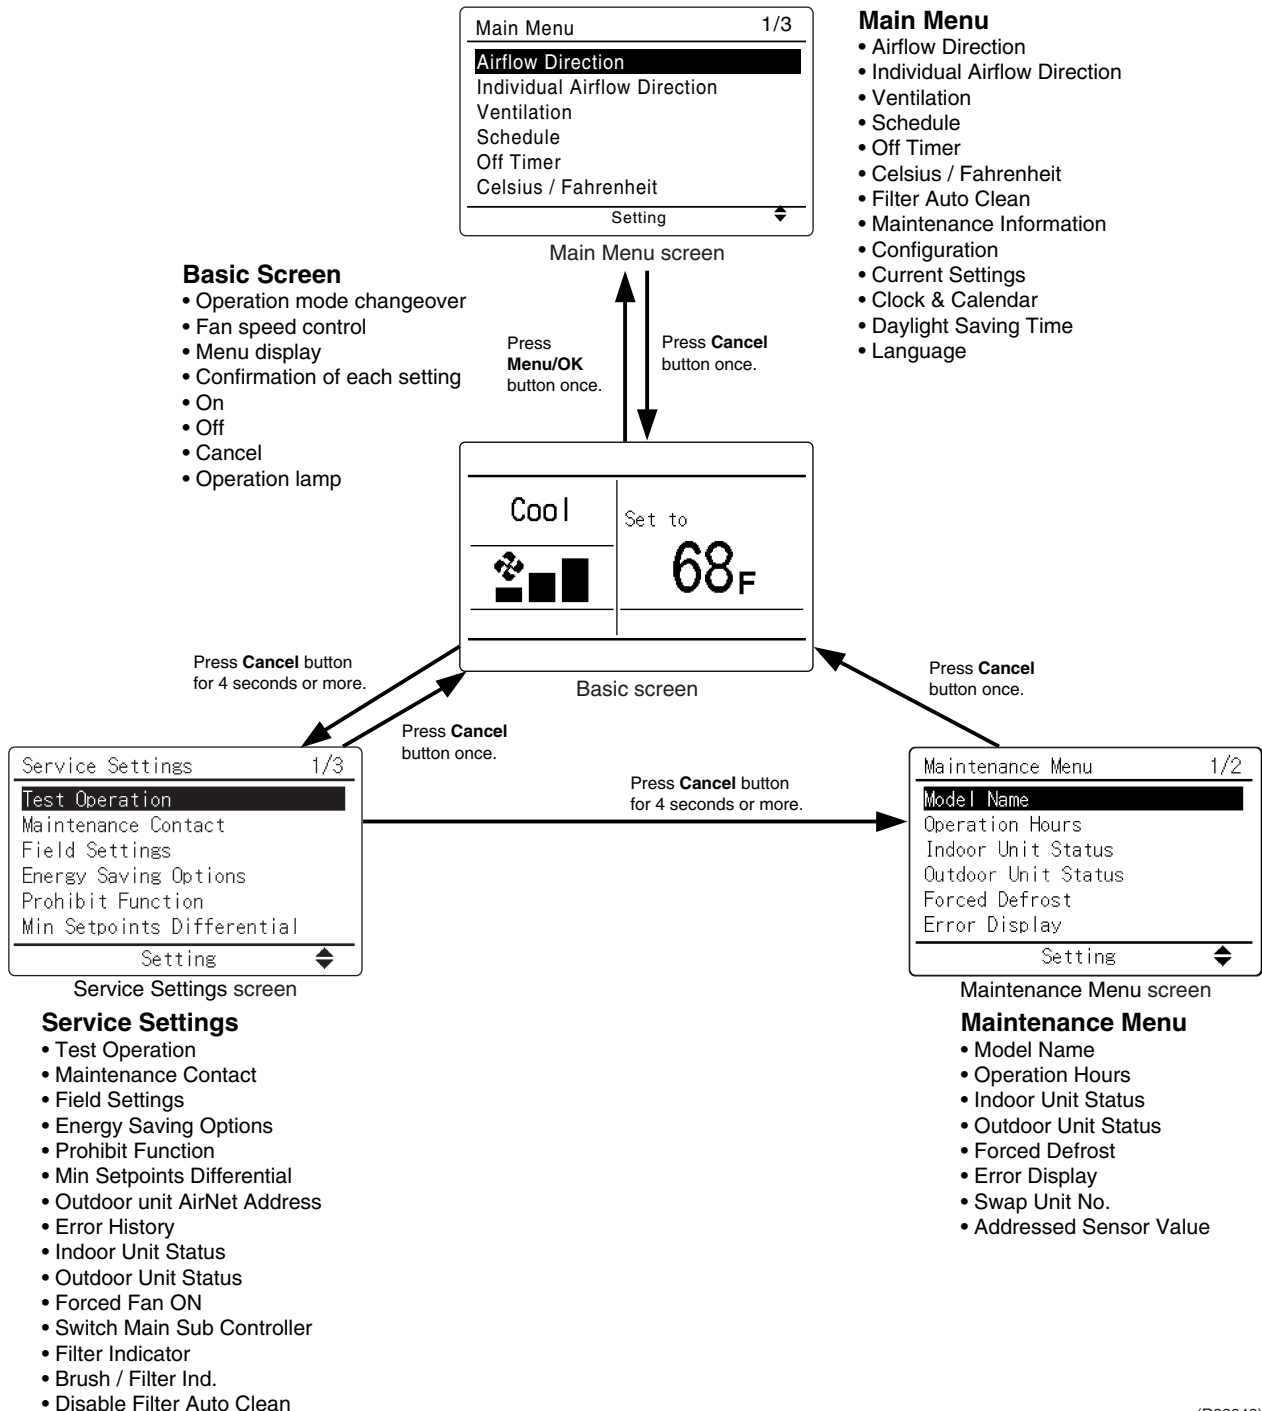 Main Menu 1/3
Airflow Direction
Individual Airflow Direction
Ventilation
Schedule
Off Timer
Celsius / Fahrenheit
Setting
Main Menu screen
Main Menu
• Airflow Direction
• Individual Airflow Direction
• Ventilation
• Schedule
• Off Timer
• Celsius / Fahrenheit
• Filter Auto Clean
• Maintenance Information
• Configuration
• Current Settings
• Clock & Calendar
• Daylight Saving Time
• Language
Basic Screen
• Operation mode changeover
• Fan speed control
• Menu display
• Confirmation of each setting
• On
• Off
• Cancel
• Operation lamp
Press
Menu/OK
button once.
Press Cancel
button once.
Cool
Set to
68F
Basic screen
Press Cancel button
for 4 seconds or more.
Press Cancel
button once.
Press Cancel
button once.
Press Cancel button
for 4 seconds or more.
Service Settings 1/3
Test Operation
Maintenance Contact
Field Settings
Energy Saving Options
Prohibit Function
Min Setpoints Differential
Setting
Service Settings screen
Maintenance Menu 1/2
Model Name
Operation Hours
Indoor Unit Status
Outdoor Unit Status
Forced Defrost
Error Display
Setting
Maintenance Menu screen
Service Settings
• Test Operation
• Maintenance Contact
• Field Settings
• Energy Saving Options
• Prohibit Function
• Min Setpoints Differential
• Outdoor unit AirNet Address
• Error History
• Indoor Unit Status
• Outdoor Unit Status
• Forced Fan ON
• Switch Main Sub Controller
• Filter Indicator
• Brush / Filter Ind.
• Disable Filter Auto Clean
Maintenance Menu
• Model Name
• Operation Hours
• Indoor Unit Status
• Outdoor Unit Status
• Forced Defrost
• Error Display
• Swap Unit No.
• Addressed Sensor Value